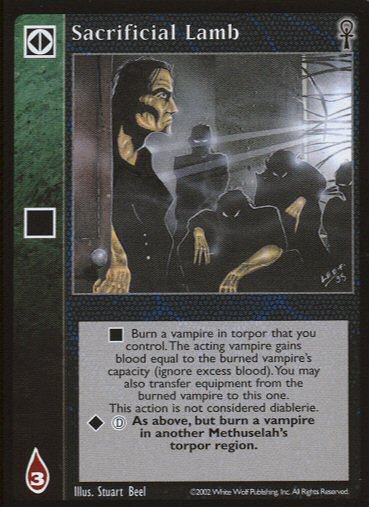 Sacrificial Lamb
Burn a vampire in torpor that you
control. The acting vampire gains
blood equal to the burned vampire's
capacity (ignore excess blood). You may
also transfer equipment from the
burned vampire to this one.
This action is not considered diablerie.
D As above, but burn a vampire
in another Methuselah's
torpor region.
3
Illus. Stuart Beel
©2002 White Wolf Publishing, Inc. All Rights Reserved.